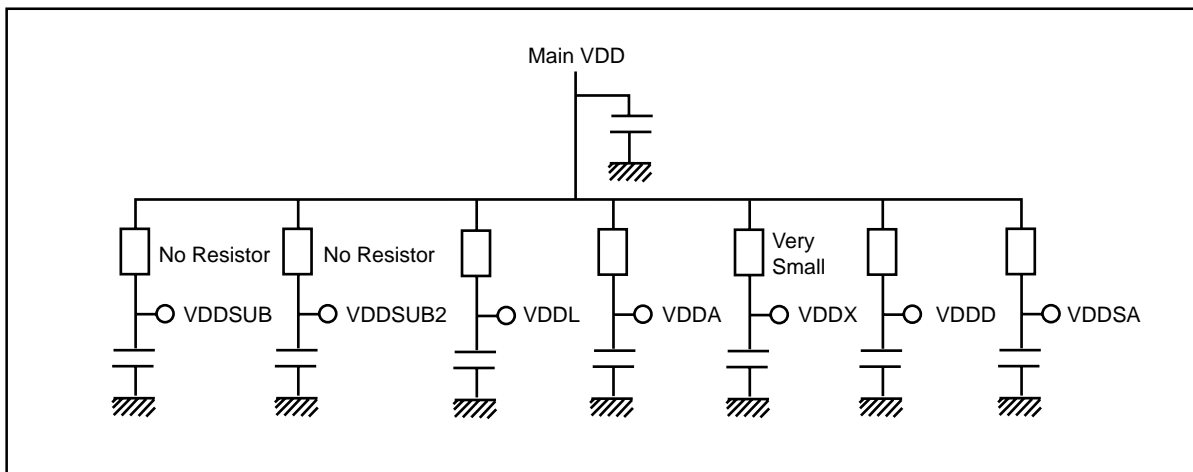 Main VDD
No Resistor
No Resistor
Very
Small
VDDSUB
VDDSUB2
VDDL
VDDA
VDDX
VDDD
VDDSA